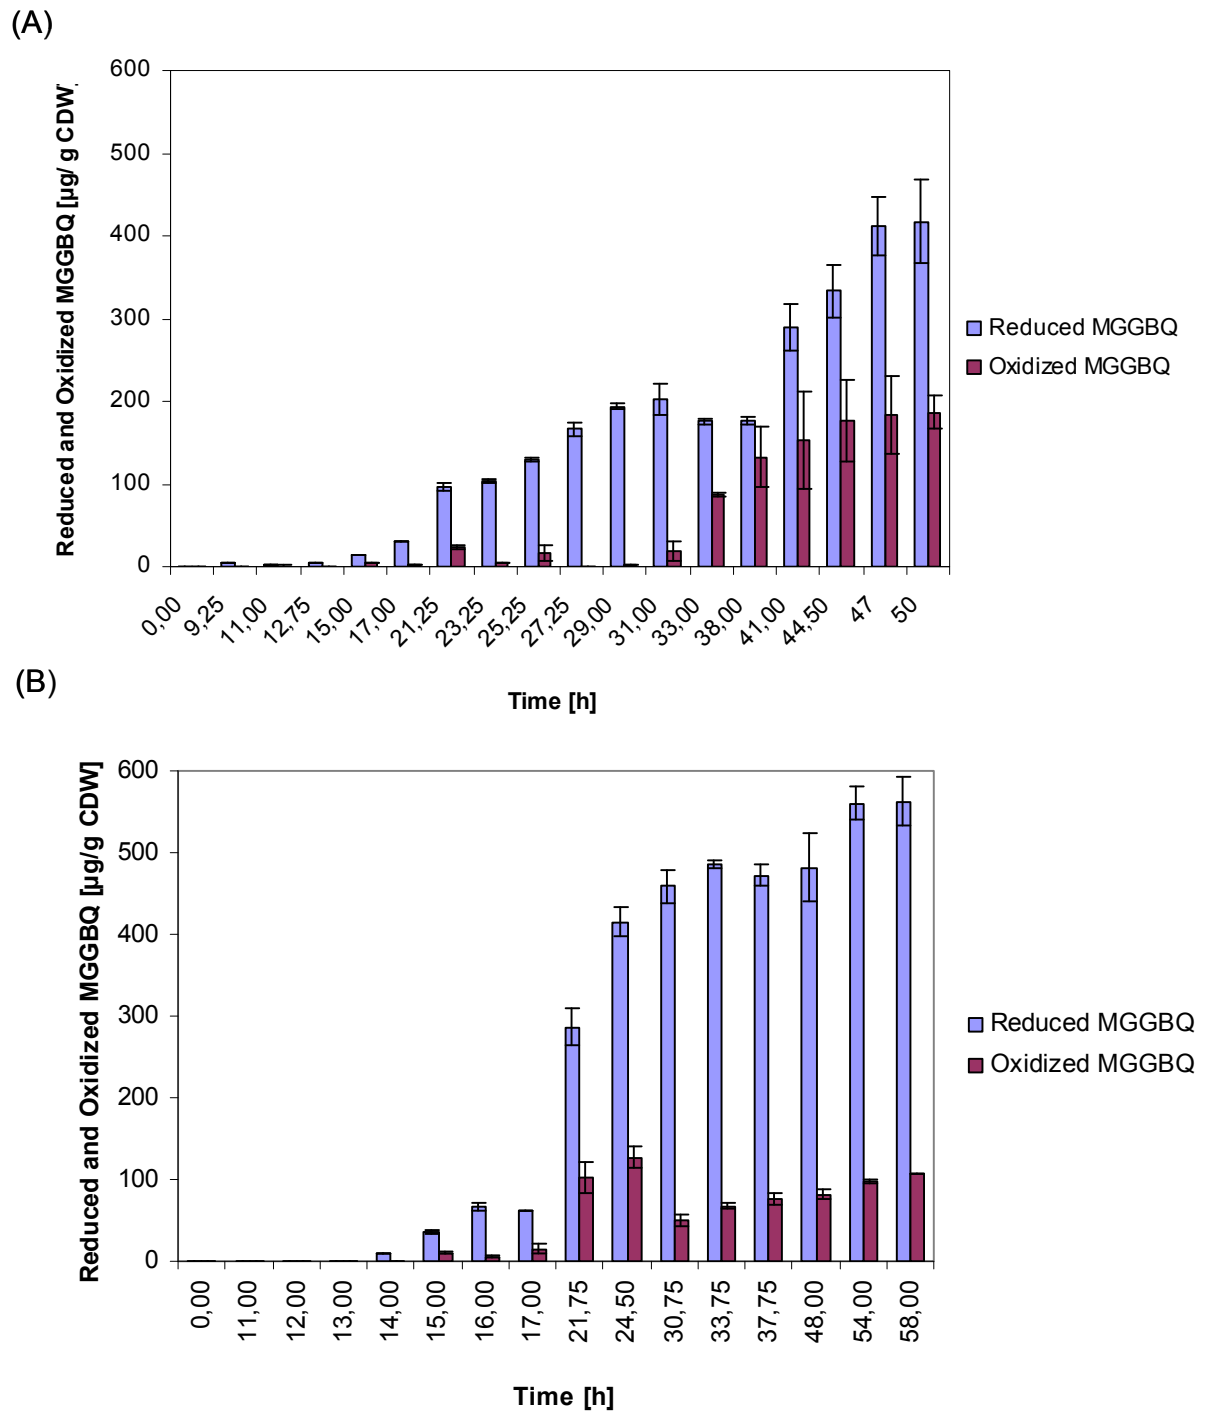 (A)
Reduced and Oxidized MGGBQ [µg/ g CDW]
600
500
400
300
200
100
0
0,00 9,25 11,00 12,75 15,00 17,00 21,25 23,25 25,25 27,25 29,00 31,00 33,00 38,00 41,00 44,50 47 50
Time [h]
Reduced MGGBQ
Oxidized MGGBQ
(B)
Reduced and Oxidized MGGBQ [µg/g CDW]
600
500
400
300
200
100
0
0,00 11,00 12,00 13,00 14,00 15,00 16,00 17,00 21,75 24,50 30,75 33,75 37,75 48,00 54,00 58,00
Time [h]
Reduced MGGBQ
Oxidized MGGBQ